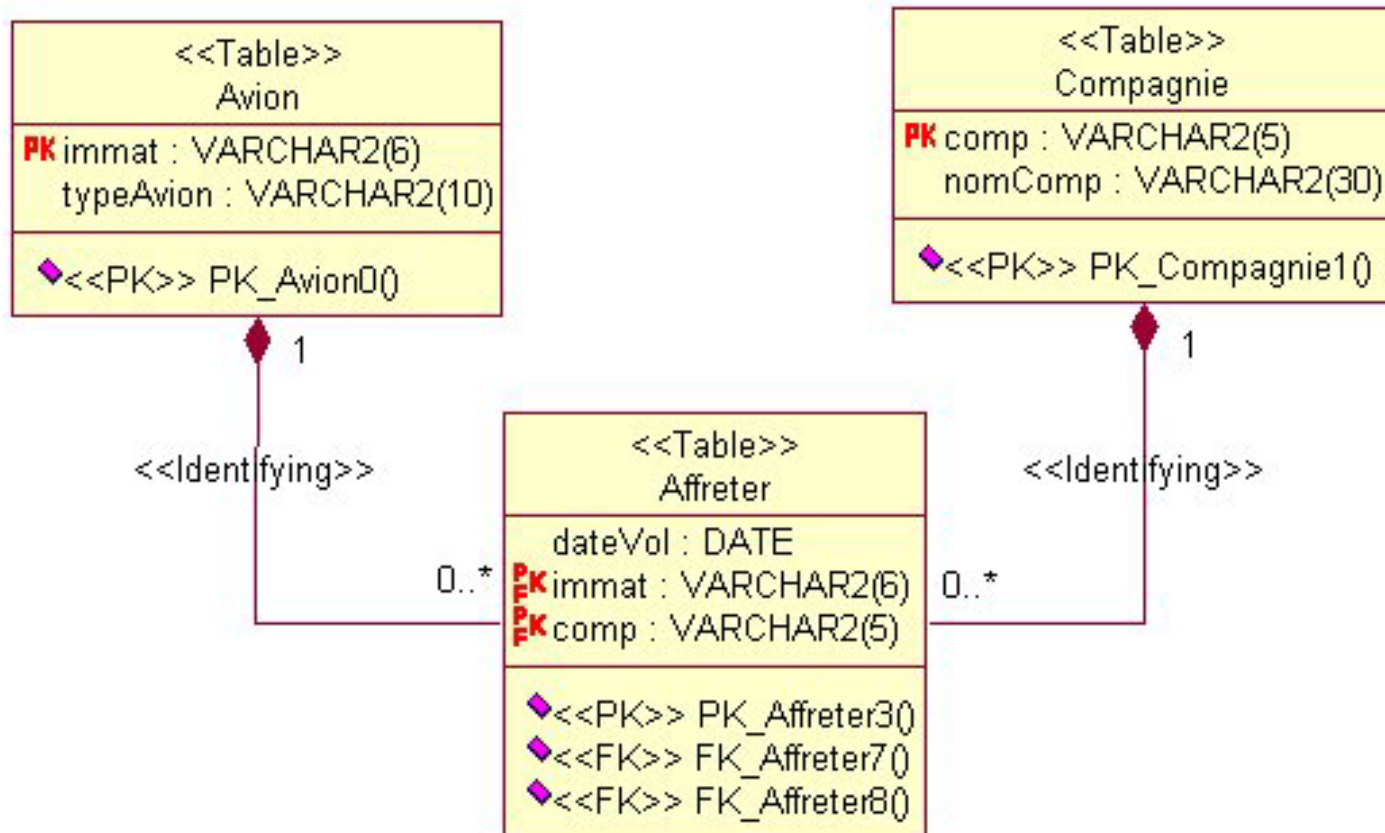 <<Table>>
Avion
PK immat : VARCHAR2(6)
typeAvion : VARCHAR2(10)
<<PK>> PK_Avion0()
<<Table>>
Compagnie
PK comp : VARCHAR2(5)
nomComp : VARCHAR2(30)
<<PK>> PK_Compagnie1()
1
1
<<Identifying>>
<<Identifying>>
<<Table>>
Affreter
dateVol : DATE
0..*
PFK immat : VARCHAR2(6)
0..*
PFK comp : VARCHAR2(5)
<<PK>> PK_Affreter3()
<<FK>> FK_Affreter7()
<<FK>> FK_Affreter8()